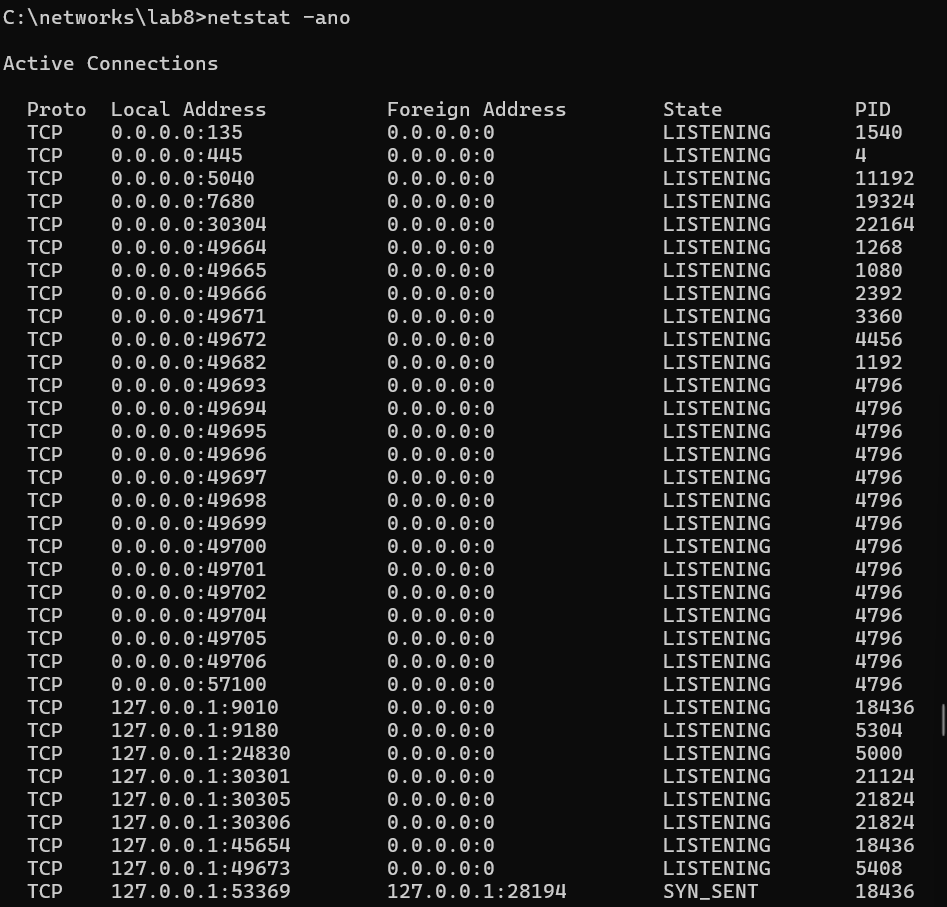 C:\networks\lab8>netstat -ano
Active Connections
Proto Local Address Foreign Address State PID
TCP 0.0.0.0:135 0.0.0.0:0 LISTENING 1540
TCP 0.0.0.0:445 0.0.0.0:0 LISTENING 4
TCP 0.0.0.0:5040 0.0.0.0:0 LISTENING 11192
TCP 0.0.0.0:7680 0.0.0.0:0 LISTENING 19324
TCP 0.0.0.0:30304 0.0.0.0:0 LISTENING 22164
TCP 0.0.0.0:49664 0.0.0.0:0 LISTENING 1268
TCP 0.0.0.0:49665 0.0.0.0:0 LISTENING 1080
TCP 0.0.0.0:49666 0.0.0.0:0 LISTENING 2392
TCP 0.0.0.0:49671 0.0.0.0:0 LISTENING 3360
TCP 0.0.0.0:49672 0.0.0.0:0 LISTENING 4456
TCP 0.0.0.0:49682 0.0.0.0:0 LISTENING 1192
TCP 0.0.0.0:49693 0.0.0.0:0 LISTENING 4796
TCP 0.0.0.0:49694 0.0.0.0:0 LISTENING 4796
TCP 0.0.0.0:49695 0.0.0.0:0 LISTENING 4796
TCP 0.0.0.0:49696 0.0.0.0:0 LISTENING 4796
TCP 0.0.0.0:49697 0.0.0.0:0 LISTENING 4796
TCP 0.0.0.0:49698 0.0.0.0:0 LISTENING 4796
TCP 0.0.0.0:49699 0.0.0.0:0 LISTENING 4796
TCP 0.0.0.0:49700 0.0.0.0:0 LISTENING 4796
TCP 0.0.0.0:49701 0.0.0.0:0 LISTENING 4796
TCP 0.0.0.0:49702 0.0.0.0:0 LISTENING 4796
TCP 0.0.0.0:49704 0.0.0.0:0 LISTENING 4796
TCP 0.0.0.0:49705 0.0.0.0:0 LISTENING 4796
TCP 0.0.0.0:49706 0.0.0.0:0 LISTENING 4796
TCP 0.0.0.0:57100 0.0.0.0:0 LISTENING 4796
TCP 127.0.0.1:9010 0.0.0.0:0 LISTENING 18436
TCP 127.0.0.1:9180 0.0.0.0:0 LISTENING 5304
TCP 127.0.0.1:24830 0.0.0.0:0 LISTENING 5000
TCP 127.0.0.1:30301 0.0.0.0:0 LISTENING 21124
TCP 127.0.0.1:30305 0.0.0.0:0 LISTENING 21824
TCP 127.0.0.1:30306 0.0.0.0:0 LISTENING 21824
TCP 127.0.0.1:45654 0.0.0.0:0 LISTENING 18436
TCP 127.0.0.1:49673 0.0.0.0:0 LISTENING 5408
TCP 127.0.0.1:53369 127.0.0.1:28194 SYN_SENT 18436